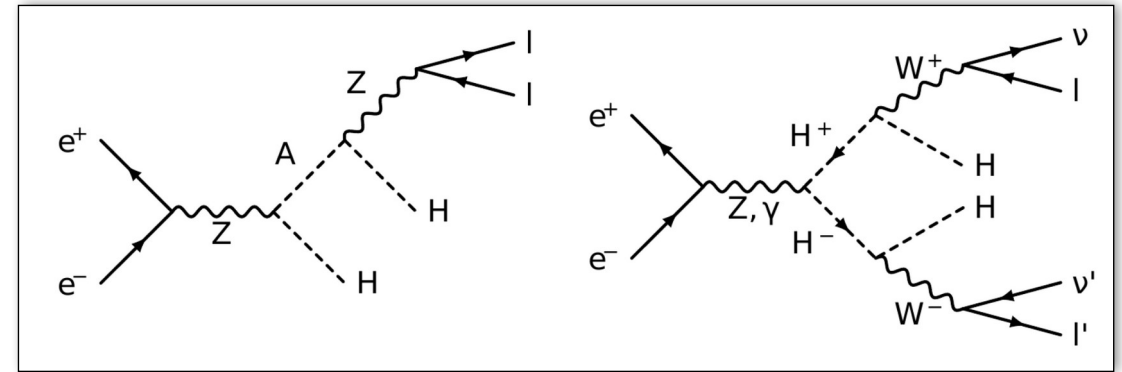 e⁺
e⁻
Z
A
Z
l
l
H
H
e⁺
e⁻
Z, γ
H⁺
H⁻
W⁺
W⁻
ν
l
H
H
ν'
l'